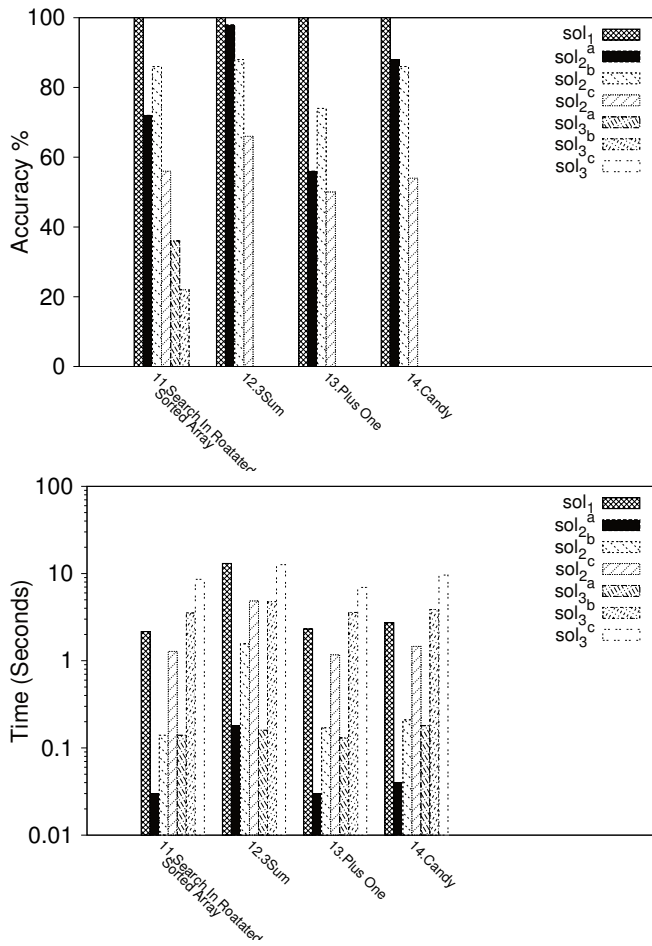 100
80
60
40
20
0
Accuracy %
sol₁
sol₂ᵃ
sol₂ᵇ
sol₂ᶜ
sol₃ᵃ
sol₃ᵇ
sol₃ᶜ
11.Search In Roatated
Sorted Array
12.3Sum
13.Plus One
14.Candy
100
10
1
0.1
0.01
Time (Seconds)
sol₁
sol₂ᵃ
sol₂ᵇ
sol₂ᶜ
sol₃ᵃ
sol₃ᵇ
sol₃ᶜ
11.Search In Roatated
Sorted Array
12.3Sum
13.Plus One
14.Candy